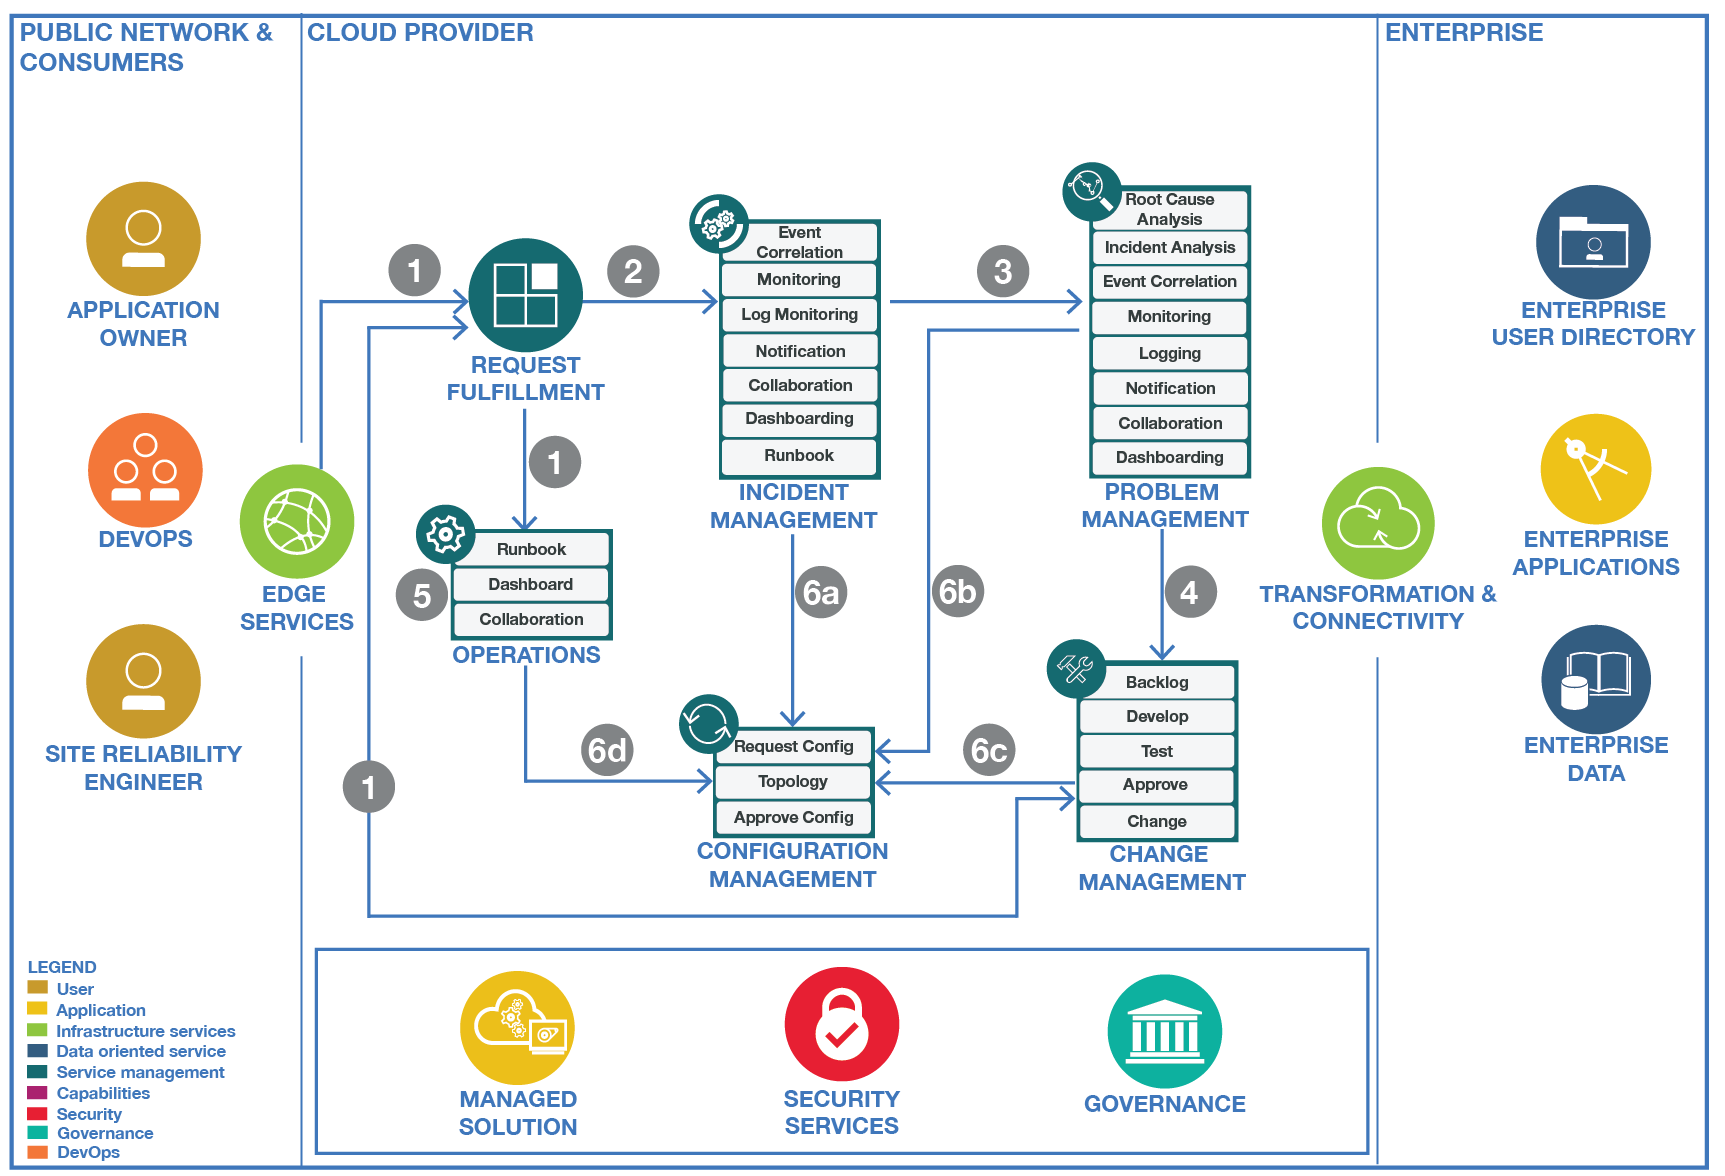 PUBLIC NETWORK &
CONSUMERS
CLOUD PROVIDER
ENTERPRISE
APPLICATION
OWNER
DEVOPS
EDGE
SERVICES
SITE RELIABILITY
ENGINEER
1
REQUEST
FULFILLMENT
2
1
5
Runbook
Dashboard
Collaboration
OPERATIONS
Event
Correlation
Monitoring
Log Monitoring
Notification
Collaboration
Dashboarding
Runbook
INCIDENT
MANAGEMENT
3
Root Cause
Analysis
Incident Analysis
Event Correlation
Monitoring
Logging
Notification
Collaboration
Dashboarding
PROBLEM
MANAGEMENT
6a
6b
4
6d
6c
1
Request Config
Topology
Approve Config
CONFIGURATION
MANAGEMENT
Backlog
Develop
Test
Approve
Change
CHANGE
MANAGEMENT
TRANSFORMATION &
CONNECTIVITY
ENTERPRISE
USER DIRECTORY
ENTERPRISE
APPLICATIONS
ENTERPRISE
DATA
LEGEND
User
Application
Infrastructure services
Data oriented service
Service management
Capabilities
Security
Governance
DevOps
MANAGED
SOLUTION
SECURITY
SERVICES
GOVERNANCE